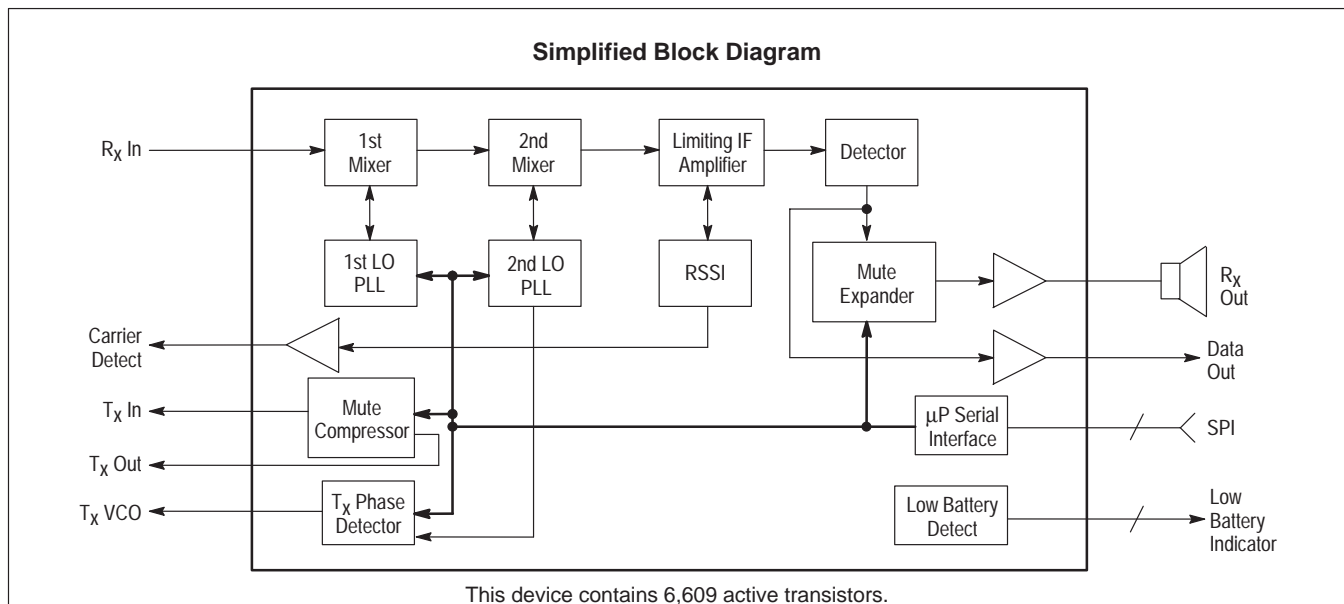 Simplified Block Diagram
Rx In
1st
Mixer
2nd
Mixer
Limiting IF
Amplifier
Detector
1st LO
PLL
2nd LO
PLL
RSSI
Mute
Expander
Rx
Out
Carrier
Detect
Data
Out
Tx In
Mute
Compressor
µP Serial
Interface
SPI
Tx Out
Tx VCO
Tx Phase
Detector
Low Battery
Detect
Low
Battery
Indicator
This device contains 6,609 active transistors.